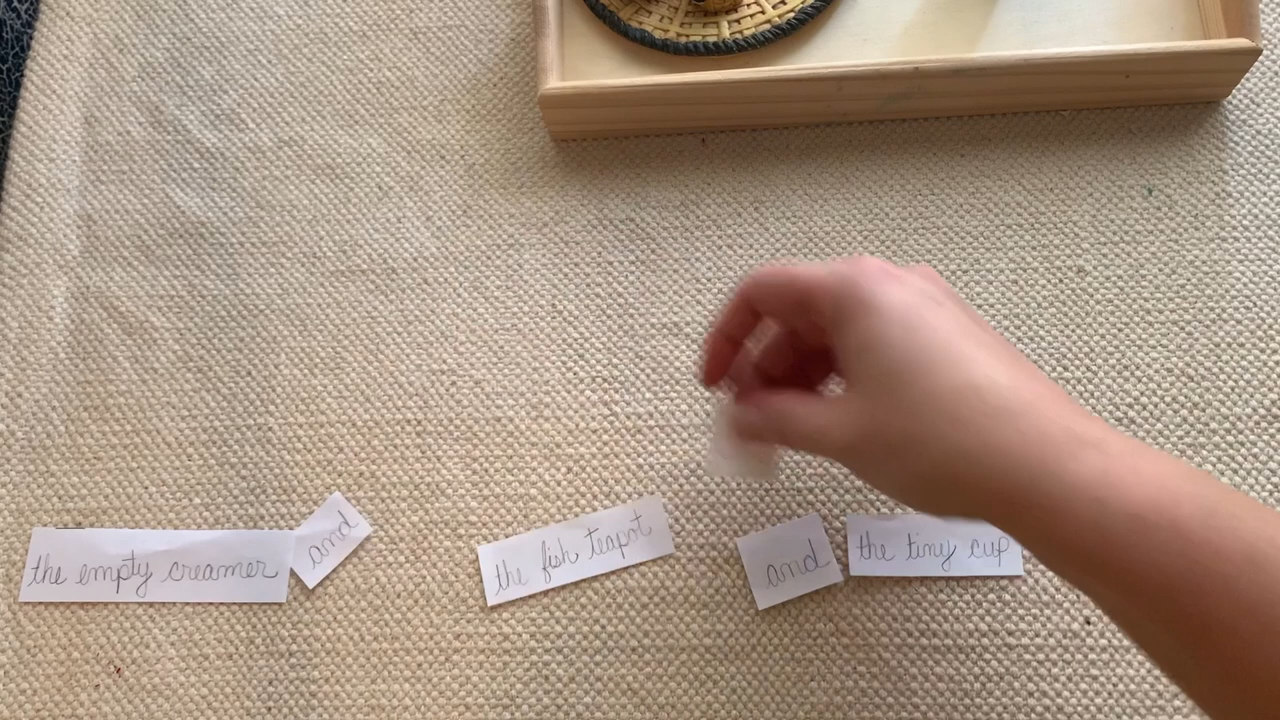 the empty creamer and the fish teapot and the tiny cup